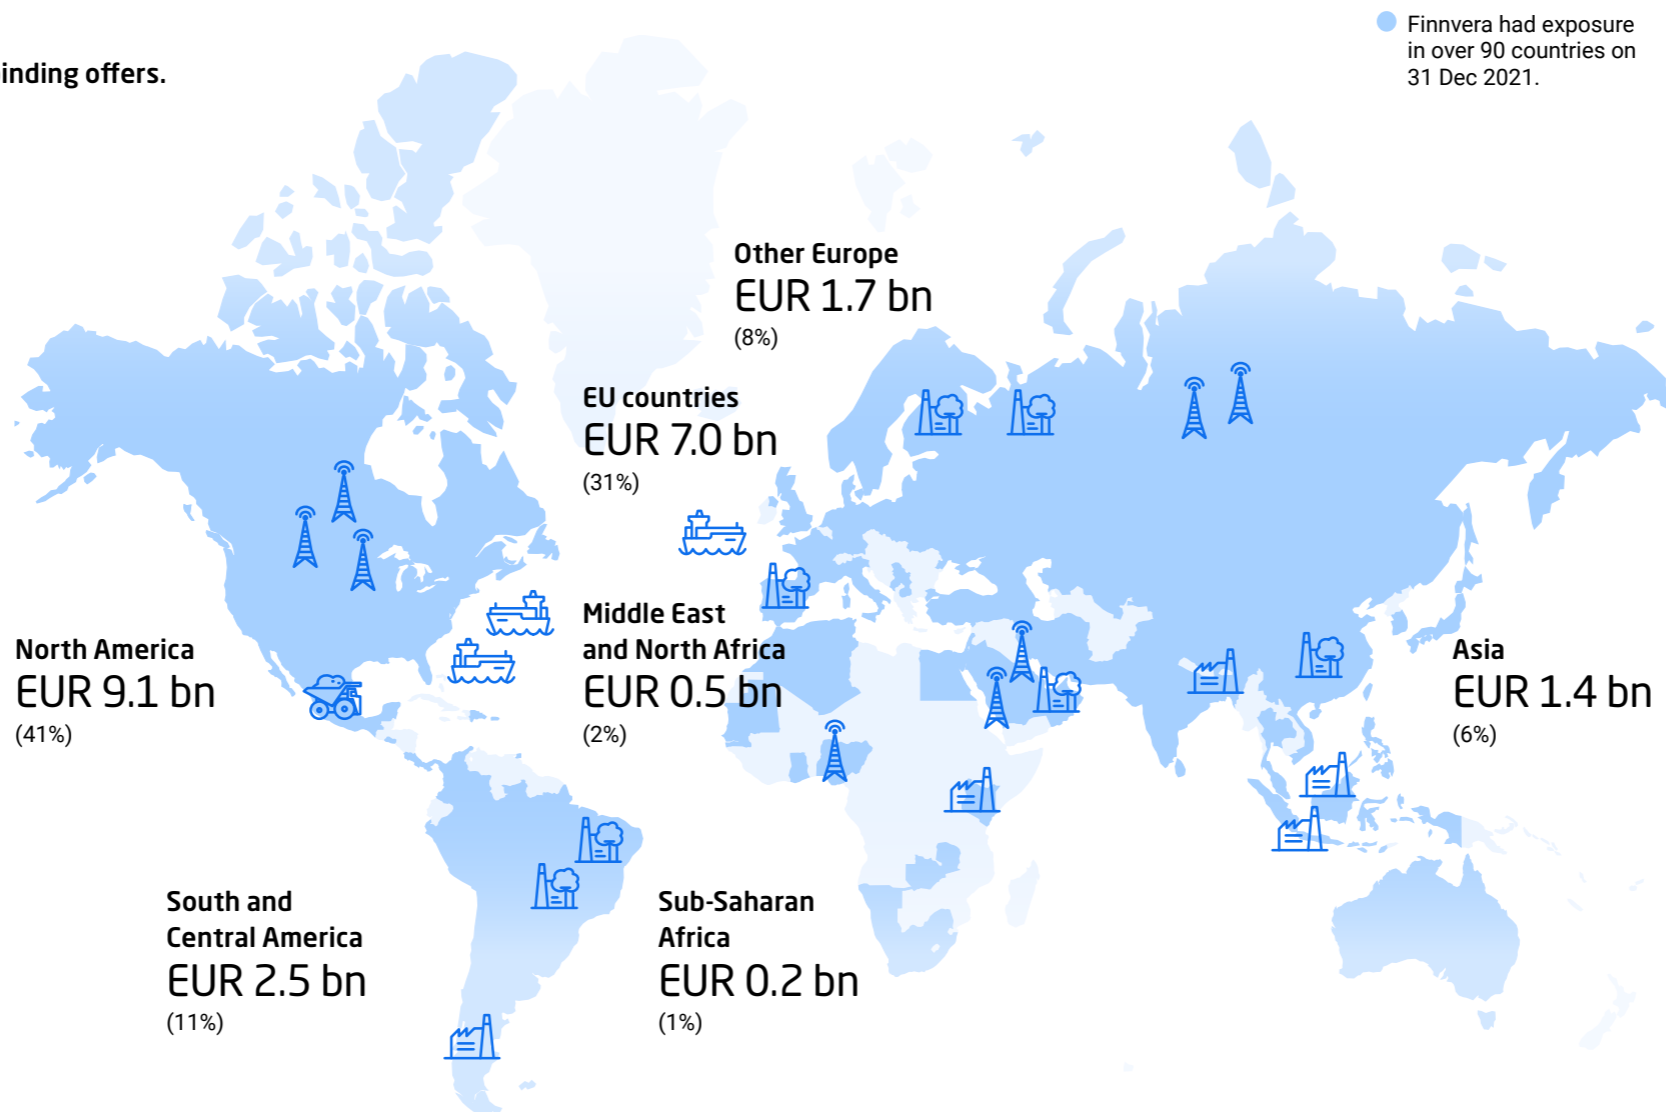 inding offers.
Finnvera had exposure
in over 90 countries on
31 Dec 2021.
Other Europe
EUR 1.7 bn
(8%)
EU countries
EUR 7.0 bn
(31%)
Middle East
and North Africa
EUR 0.5 bn
(2%)
North America
EUR 9.1 bn
(41%)
Asia
EUR 1.4 bn
(6%)
South and
Central America
EUR 2.5 bn
(11%)
Sub-Saharan
Africa
EUR 0.2 bn
(1%)